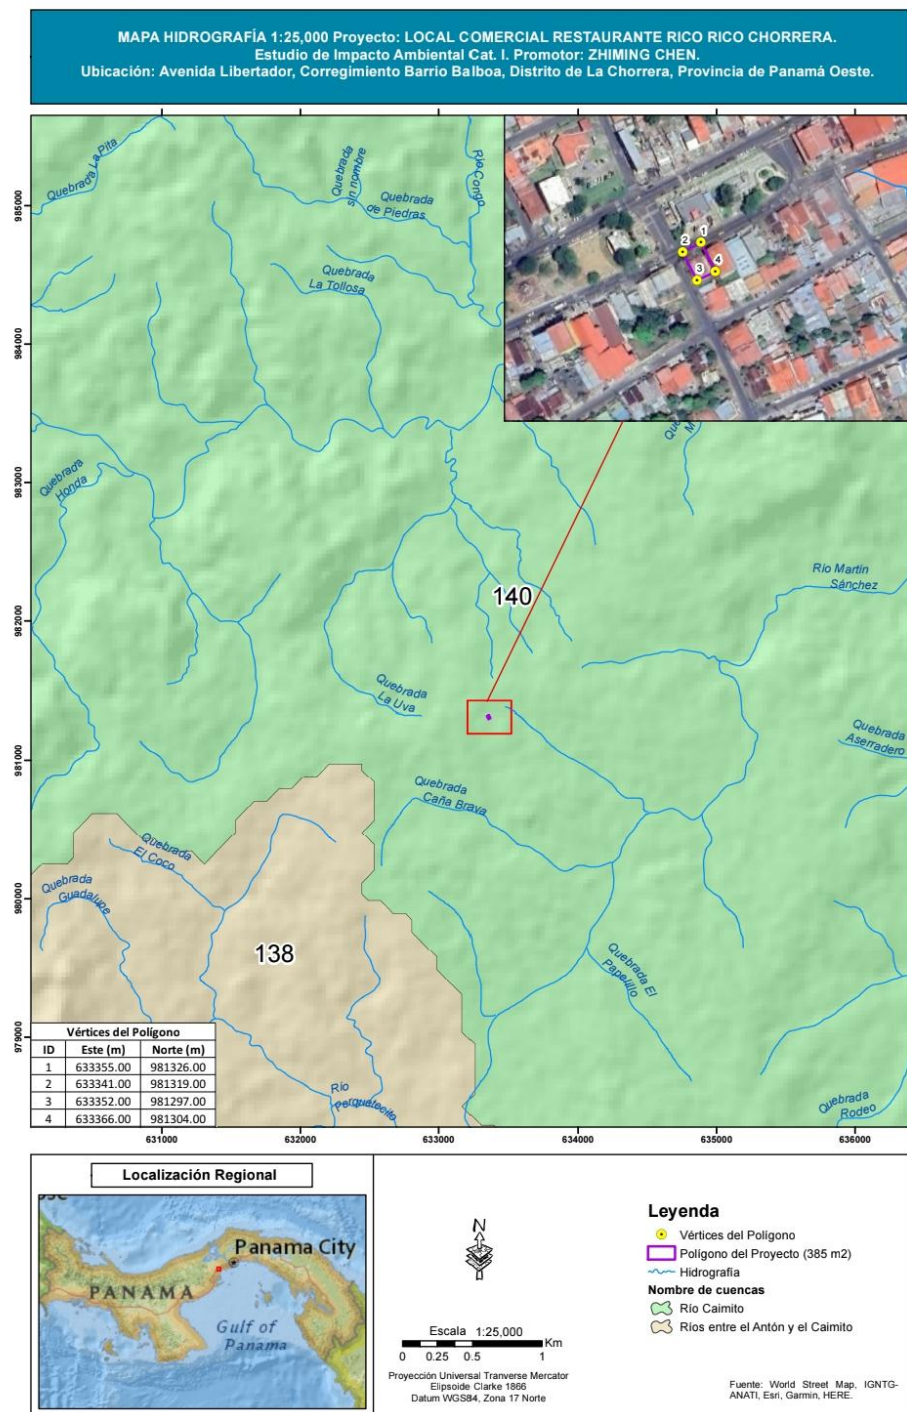 MAPA HIDROGRAFÍA 1:25,000 Proyecto: LOCAL COMERCIAL RESTAURANTE RICO RICO CHORRERA.
Estudio de Impacto Ambiental Cat. I. Promotor: ZHIMING CHEN.
Ubicación: Avenida Libertador, Corregimiento Barrio Balboa, Distrito de La Chorrera, Provincia de Panamá Oeste.
Quebrada La Pita
Quebrada
sin nombre
Quebrada
de Piedras
Río Congo
Quebrada
La Tollosa
1
2
3
4
985000
984000
983000
982000
981000
980000
979000
Quebrada
Honda
Río Martín
Sánchez
140
Quebrada
La Uva
Quebrada
Aserradero
Quebrada
Caña Brava
Quebrada
El Coco
Quebrada
Guadalupe
138
Quebrada El
Papelillo
Río
Perquetecito
Quebrada
Rodeo
Vértices del Polígono
ID Este (m) Norte (m)
1 633355.00 981326.00
2 633341.00 981319.00
3 633352.00 981297.00
4 633366.00 981304.00
631000 632000 633000 634000 635000 636000
Localización Regional
Panama City
PANAMA
Gulf of
Panama
N
Escala 1:25,000
Km
0 0.25 0.5 1
Proyección Universal Tranverse Mercator
Elipsoide Clarke 1866
Datum WGS84, Zona 17 Norte
Leyenda
Vértices del Polígono
Polígono del Proyecto (385 m2)
Hidrografía
Nombre de cuencas
Río Caimito
Ríos entre el Antón y el Caimito
Fuente: World Street Map, IGNTG-
ANATI, Esri, Garmin, HERE.